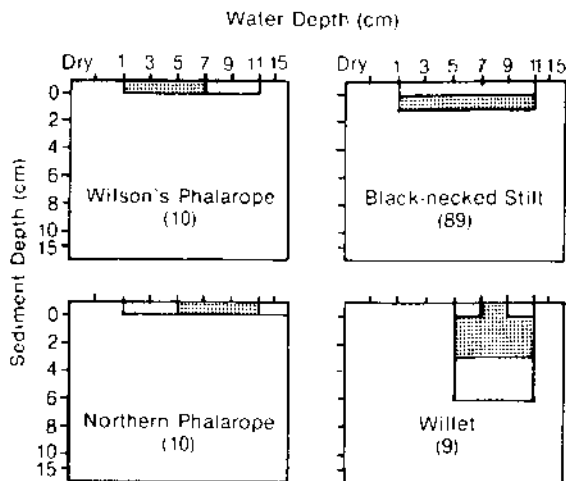 Water Depth (cm)
Dry 1 3 5 7 9 11 15
Dry 1 3 5 7 9 11 15
Sediment Depth (cm)
0
2
4
6
8
10
15
Wilson's Phalarope
(10)
Black-necked Stilt
(89)
0
2
4
6
8
10
15
Northern Phalarope
(10)
Willet
(9)